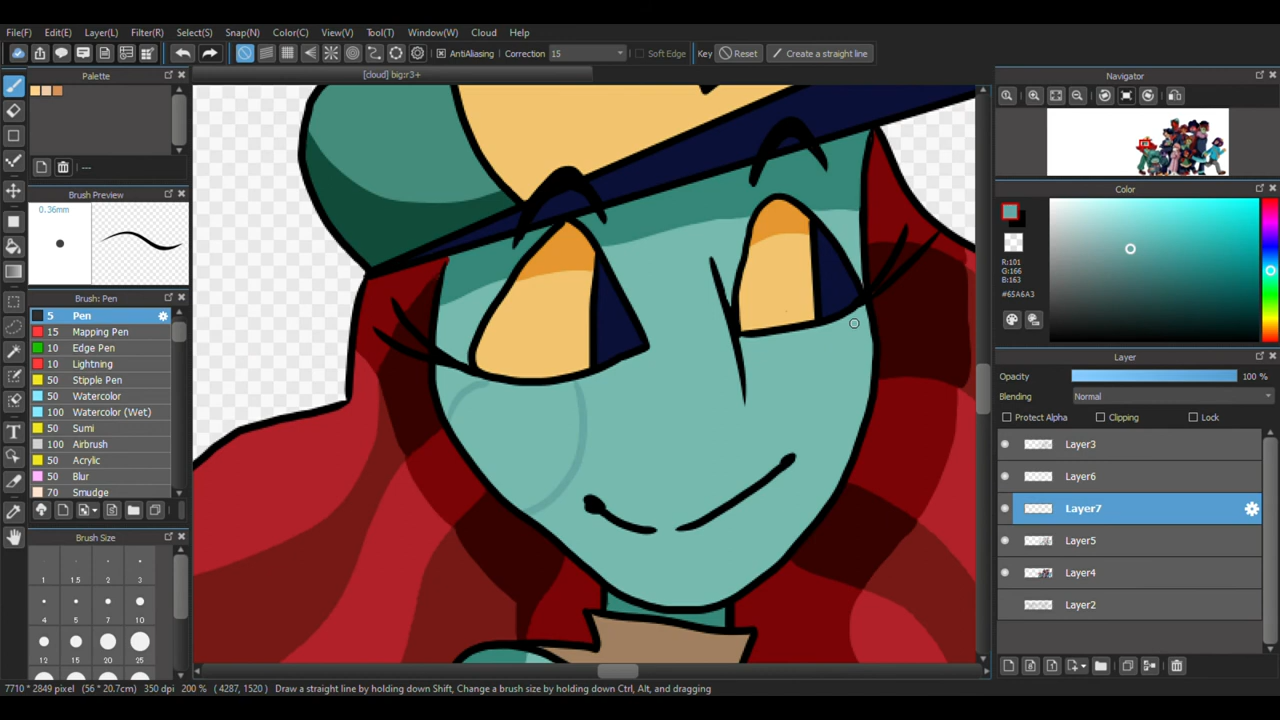 File(F) Edit(E) Layer(L) Filter(R) Select(S) Snap(N) Color(C) View(V) Tool(T) Window(W) Cloud Help
AntiAliasing Correction 15 Soft Edge Key Reset Create a straight line
Palette
[cloud] big:r3+
---
Brush Preview
0.36mm
Brush: Pen
5 Pen
15 Mapping Pen
10 Edge Pen
10 Lightning
50 Stipple Pen
50 Watercolor
100 Watercolor (Wet)
50 Sumi
100 Airbrush
50 Acrylic
50 Blur
70 Smudge
Brush Size
1 1.5 2 3
4 5 7 10
12 15 20 25
Navigator
Color
R:101
G:166
B:163
#65A6A3
Layer
Opacity 100 %
Blending Normal
Protect Alpha Clipping Lock
Layer3
Layer6
Layer7
Layer5
Layer4
Layer2
7710 * 2849 pixel (56 * 20.7cm) 350 dpi 200 % ( 4287, 1520 ) Draw a straight line by holding down Shift, Change a brush size by holding down Ctrl, Alt, and dragging